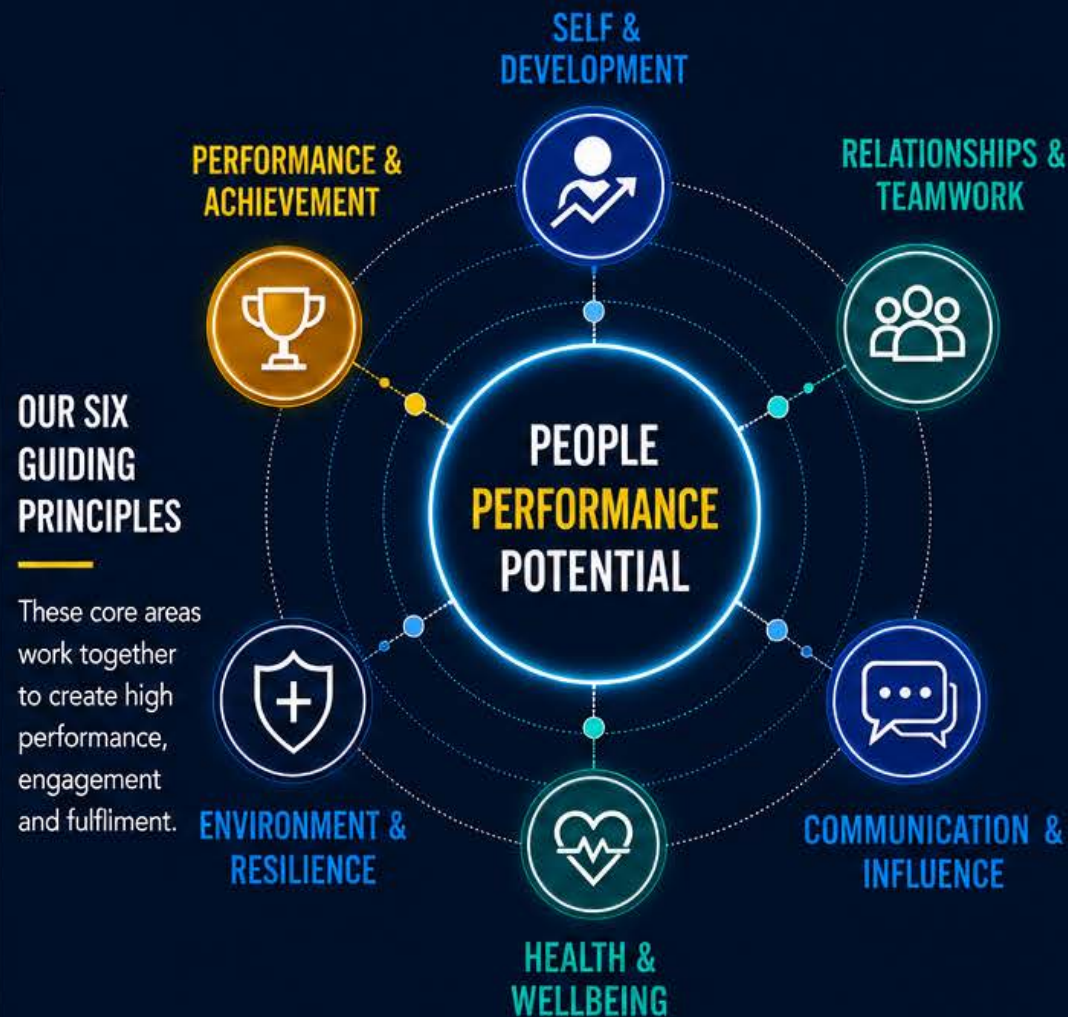 SELF &
DEVELOPMENT
PERFORMANCE &
ACHIEVEMENT
RELATIONSHIPS &
TEAMWORK
OUR SIX
GUIDING
PRINCIPLES
These core areas
work together
to create high
performance,
engagement
and fulfliment.
PEOPLE
PERFORMANCE
POTENTIAL
ENVIRONMENT &
RESILIENCE
COMMUNICATION &
INFLUENCE
HEALTH &
WELLBEING